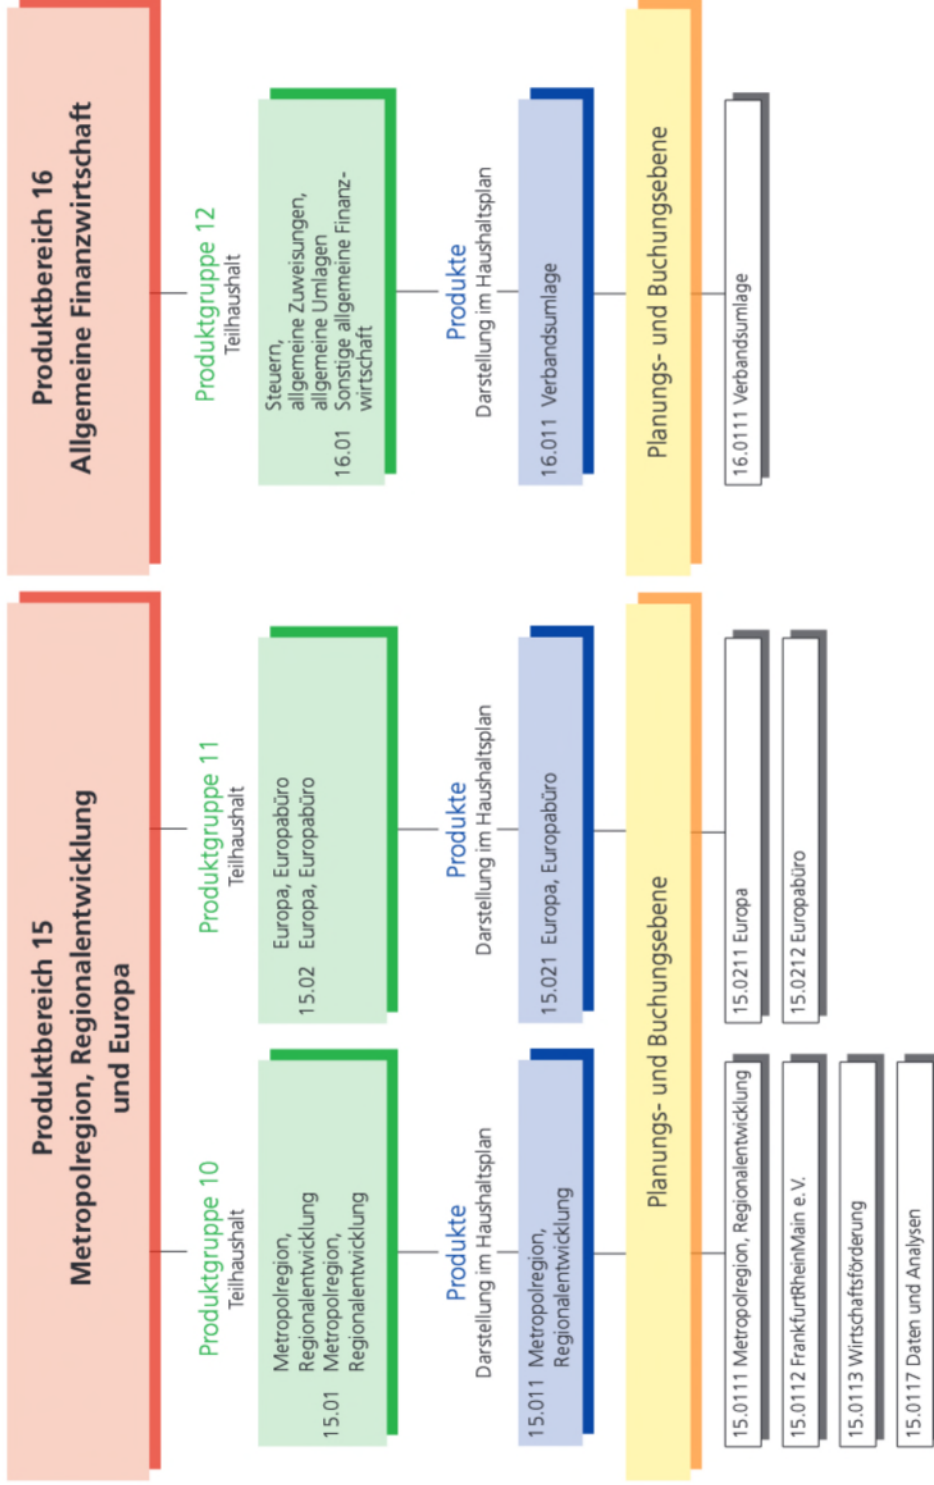 Produktbereich 15
Metropolregion, Regionalentwicklung
und Europa
Produktgruppe 10
Teilhaushalt
Metropolregion,
Regionalentwicklung
15.01 Metropolregion,
Regionalentwicklung
Produkte
Darstellung im Haushaltsplan
15.011 Metropolregion,
Regionalentwicklung
Produktgruppe 11
Teilhaushalt
Europa, Europabüro
15.02 Europa, Europabüro
Produkte
Darstellung im Haushaltsplan
15.021 Europa, Europabüro
Planungs- und Buchungsebene
15.0111 Metropolregion, Regionalentwicklung
15.0112 FrankfurtRheinMain e. V.
15.0113 Wirtschaftsförderung
15.0117 Daten und Analysen
15.0211 Europa
15.0212 Europabüro
Produktbereich 16
Allgemeine Finanzwirtschaft
Produktgruppe 12
Teilhaushalt
Steuern,
allgemeine Zuweisungen,
allgemeine Umlagen
16.01 Sonstige allgemeine Finanz-
wirtschaft
Produkte
Darstellung im Haushaltsplan
16.011 Verbandsumlage
Planungs- und Buchungsebene
16.0111 Verbandsumlage